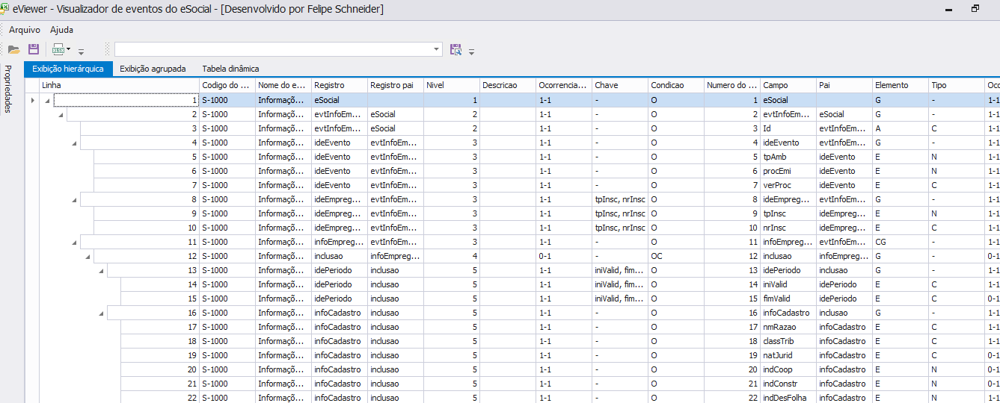 eViewer - Visualizador de eventos do eSocial - [Desenvolvido por Felipe Schneider]
Arquivo Ajuda
XLSX
Propriedades
Exibição hierárquica Exibição agrupada Tabela dinâmica
Linha Codigo do ... Nome do e... Registro Registro pai Nivel Descricao Ocorrencia... Chave Condicao Numero do ... Campo Pai Elemento Tipo Occ
1 S-1000 Informaçõ... eSocial 1 1-1 - O 1 eSocial G - 1-1
2 S-1000 Informaçõ... evtInfoEm... eSocial 2 1-1 - O 2 evtInfoEm... eSocial G - 1-1
3 S-1000 Informaçõ... evtInfoEm... eSocial 2 1-1 - O 3 Id evtInfoEm... A C 1-1
4 S-1000 Informaçõ... ideEvento evtInfoEm... 3 1-1 - O 4 ideEvento evtInfoEm... G - 1-1
5 S-1000 Informaçõ... ideEvento evtInfoEm... 3 1-1 - O 5 tpAmb ideEvento E N 1-1
6 S-1000 Informaçõ... ideEvento evtInfoEm... 3 1-1 - O 6 procEmi ideEvento E N 1-1
7 S-1000 Informaçõ... ideEvento evtInfoEm... 3 1-1 - O 7 verProc ideEvento E C 1-1
8 S-1000 Informaçõ... ideEmpreg... evtInfoEm... 3 1-1 tpInsc, nrInsc O 8 ideEmpreg... evtInfoEm... G - 1-1
9 S-1000 Informaçõ... ideEmpreg... evtInfoEm... 3 1-1 tpInsc, nrInsc O 9 tpInsc ideEmpreg... E N 1-1
10 S-1000 Informaçõ... ideEmpreg... evtInfoEm... 3 1-1 tpInsc, nrInsc O 10 nrInsc ideEmpreg... E C 1-1
11 S-1000 Informaçõ... infoEmpreg... evtInfoEm... 3 1-1 - O 11 infoEmpreg... evtInfoEm... CG - 1-1
12 S-1000 Informaçõ... inclusao infoEmpreg... 4 0-1 - OC 12 inclusao infoEmpreg... G - 0-1
13 S-1000 Informaçõ... idePeriodo inclusao 5 1-1 iniValid, fim... O 13 idePeriodo inclusao G - 1-1
14 S-1000 Informaçõ... idePeriodo inclusao 5 1-1 iniValid, fim... O 14 iniValid idePeriodo E C 1-1
15 S-1000 Informaçõ... idePeriodo inclusao 5 1-1 iniValid, fim... O 15 fimValid idePeriodo E C 0-1
16 S-1000 Informaçõ... infoCadastro inclusao 5 1-1 - O 16 infoCadastro inclusao G - 1-1
17 S-1000 Informaçõ... infoCadastro inclusao 5 1-1 - O 17 nmRazao infoCadastro E C 1-1
18 S-1000 Informaçõ... infoCadastro inclusao 5 1-1 - O 18 classTrib infoCadastro E C 1-1
19 S-1000 Informaçõ... infoCadastro inclusao 5 1-1 - O 19 natJurid infoCadastro E C 0-1
20 S-1000 Informaçõ... infoCadastro inclusao 5 1-1 - O 20 indCoop infoCadastro E N 0-1
21 S-1000 Informaçõ... infoCadastro inclusao 5 1-1 - O 21 indConstr infoCadastro E N 0-1
22 S-1000 Informaçõ... infoCadastro inclusao 5 1-1 - O 22 indDesFolha infoCadastro E N 1-1